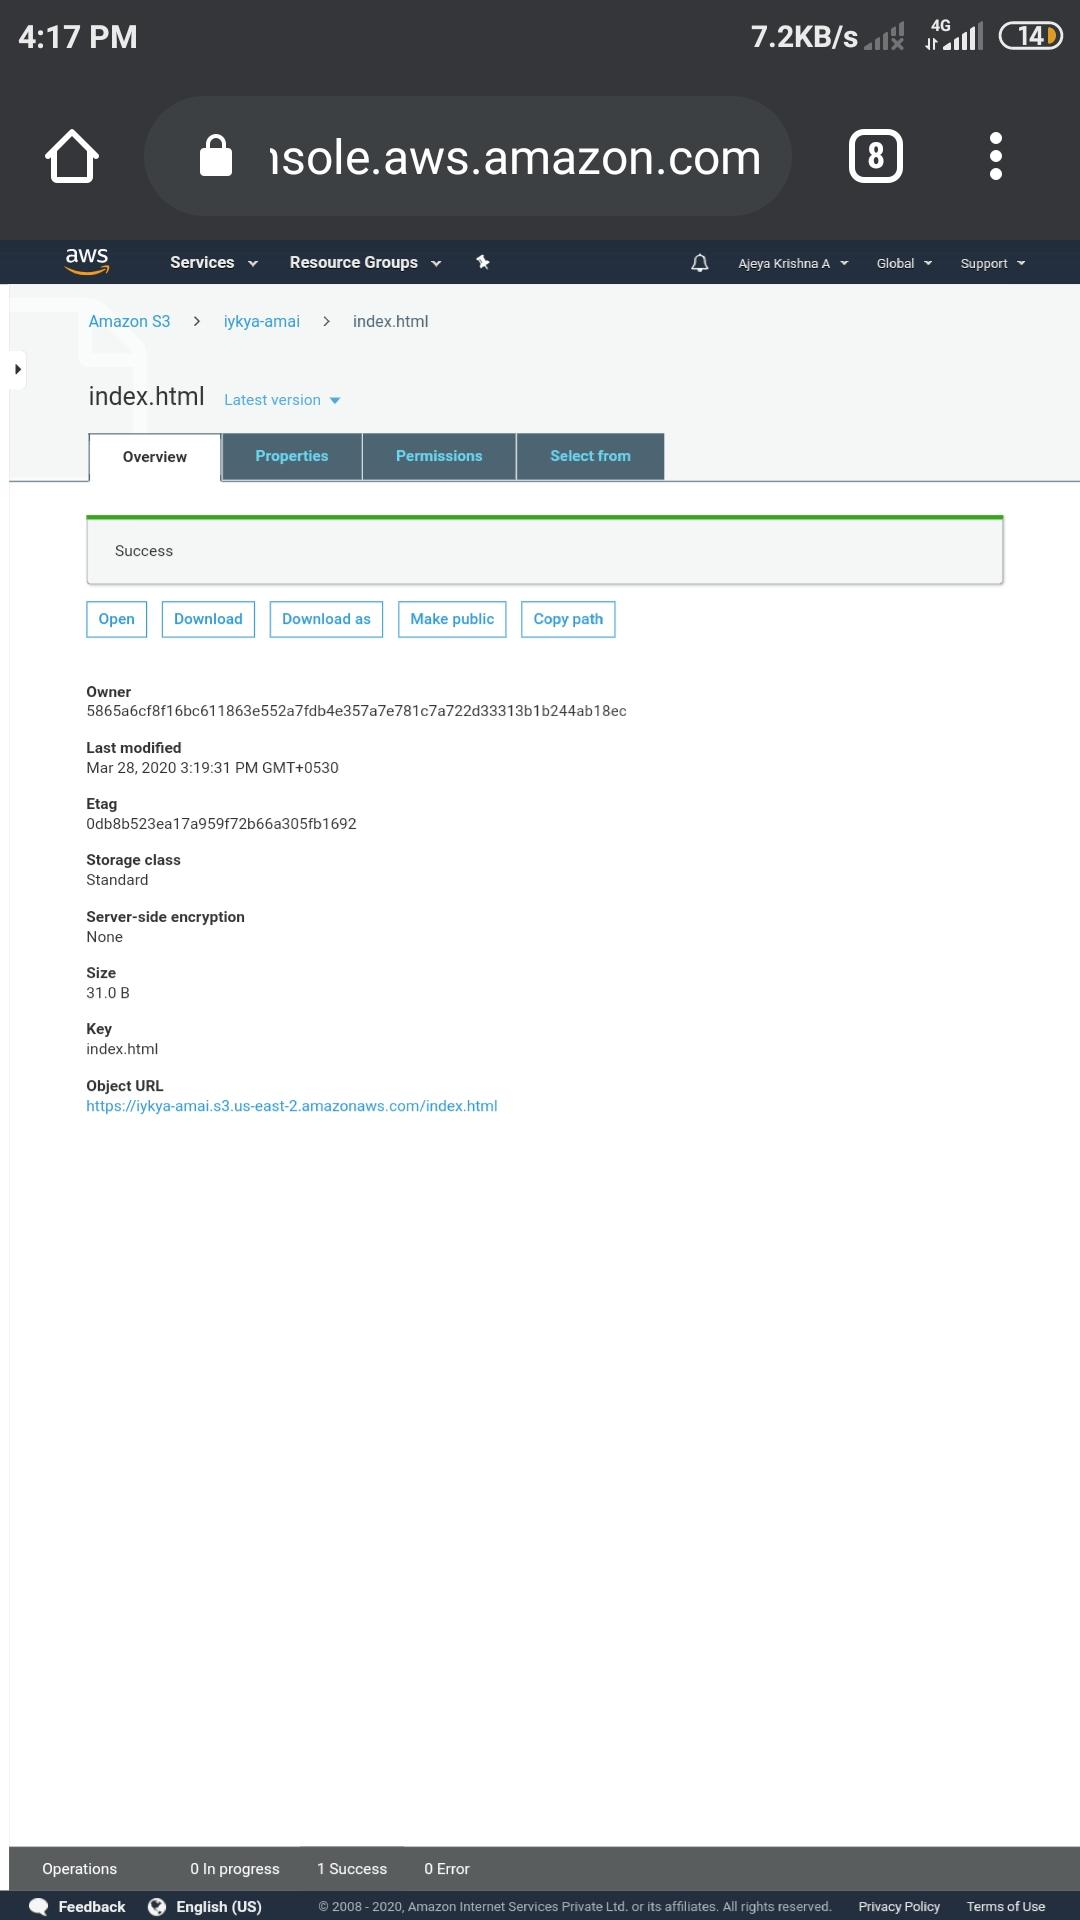 4:17 PM 7.2KB/s 4G 14
nsole.aws.amazon.com 8
aws Services Resource Groups Ajeya Krishna A Global Support
Amazon S3 > iykya-amai > index.html
index.html Latest version
Overview Properties Permissions Select from
Success
Open Download Download as Make public Copy path
Owner
5865a6cf8f16bc611863e552a7fdb4e357a7e781c7a722d33313b1b244ab18ec
Last modified
Mar 28, 2020 3:19:31 PM GMT+0530
Etag
0db8b523ea17a959f72b66a305fb1692
Storage class
Standard
Server-side encryption
None
Size
31.0 B
Key
index.html
Object URL
https://iykya-amai.s3.us-east-2.amazonaws.com/index.html
Operations 0 In progress 1 Success 0 Error
Feedback English (US) © 2008 - 2020, Amazon Internet Services Private Ltd. or its affiliates. All rights reserved. Privacy Policy Terms of Use